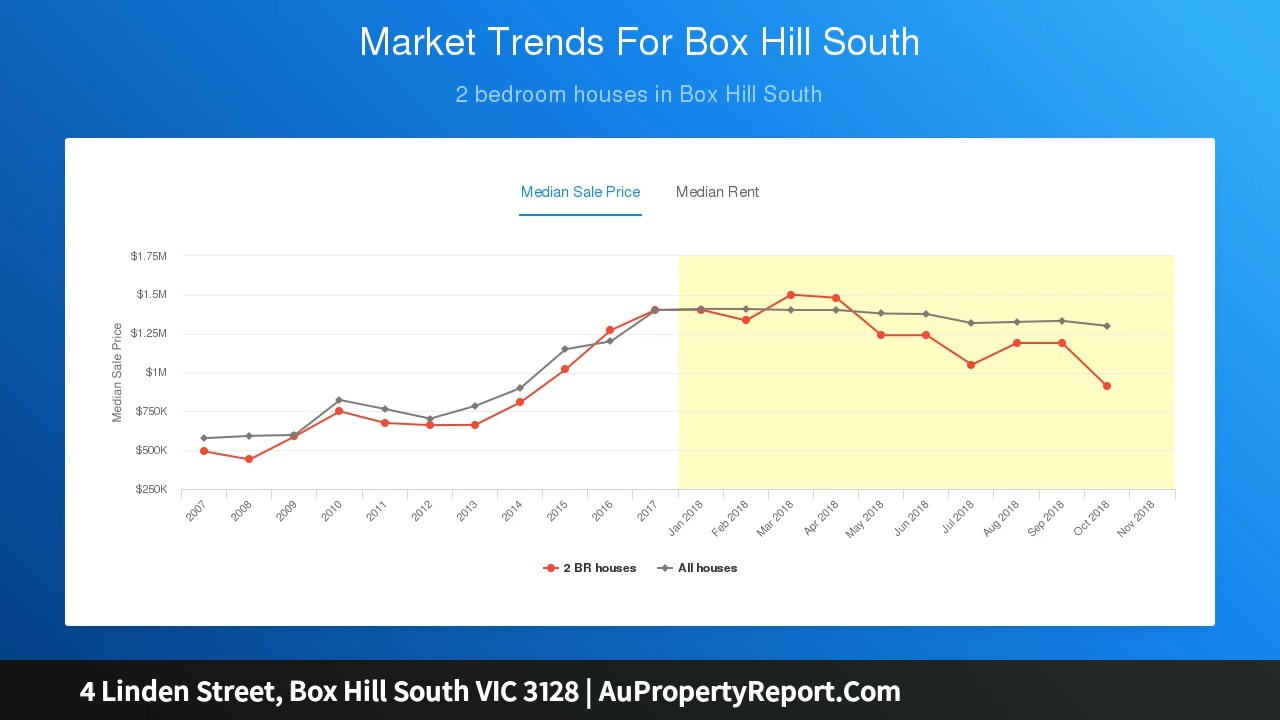 Market Trends For Box Hill South
2 bedroom houses in Box Hill South
Median Sale Price Median Rent
Median Sale Price
$1.75M
$1.5M
$1.25M
$1M
$750K
$500K
$250K
2007 2008 2009 2010 2011 2012 2013 2014 2015 2016 2017 Jan 2018 Feb 2018 Mar 2018 Apr 2018 May 2018 Jun 2018 Jul 2018 Aug 2018 Sep 2018 Oct 2018 Nov 2018
2 BR houses All houses
4 Linden Street, Box Hill South VIC 3128 | AuPropertyReport.Com